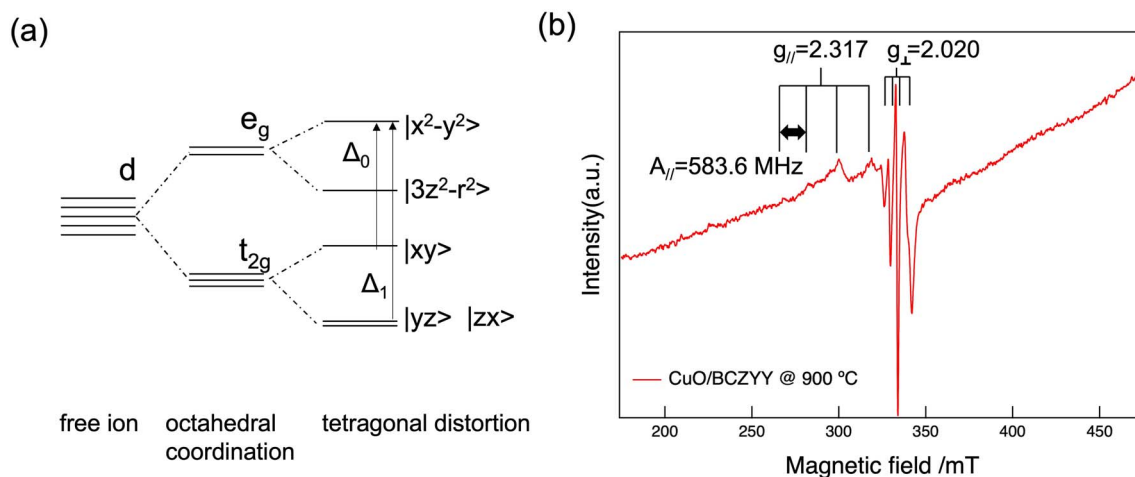 (a)
d
e_g
t_2g
Δ_0
Δ_1
|x²-y²>
|3z²-r²>
|xy>
|yz> |zx>
free ion
octahedral
coordination
tetragonal distortion
(b)
g_//=2.317
g_⊥=2.020
A_//=583.6 MHz
Intensity(a.u.)
CuO/BCZYY @ 900 ºC
200 250 300 350 400 450
Magnetic field /mT